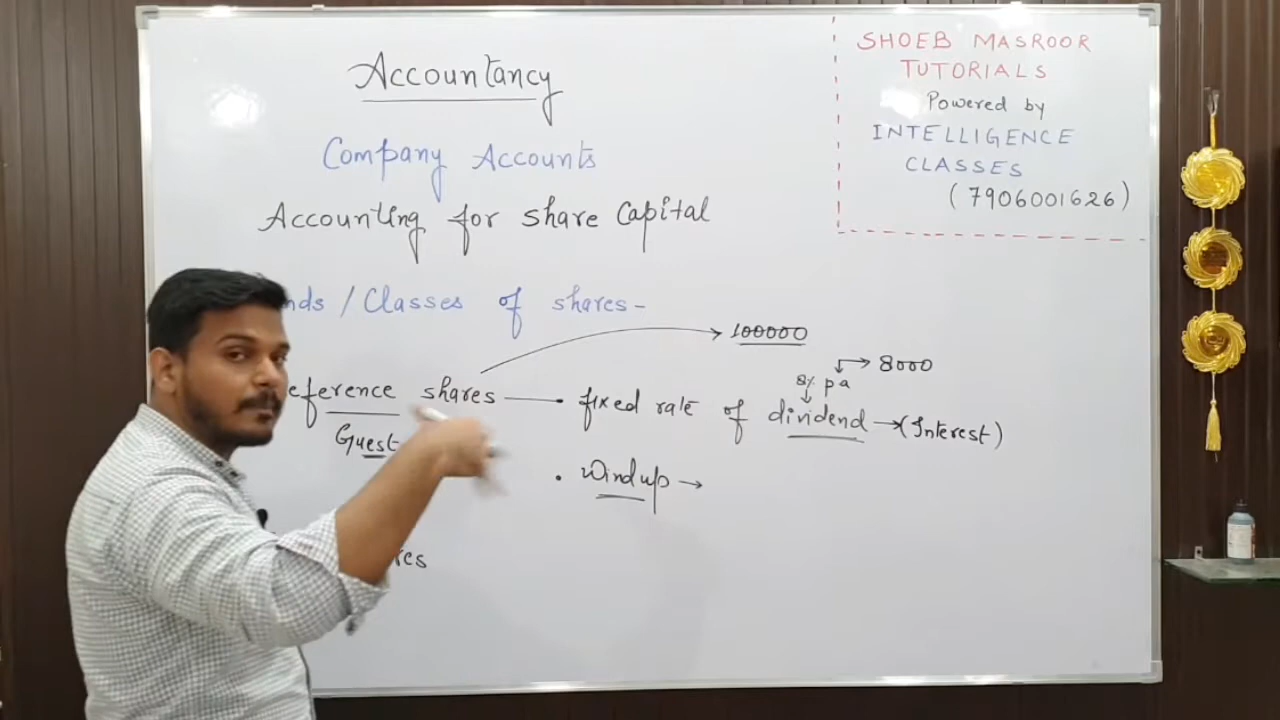 Accountancy
Company Accounts
Accounting for Share Capital
nds / Classes of shares -
eference shares
Guest
res
100000
8% pa → 8000
• fixed rate of dividend → (Interest)
• Windup →
SHOEB MASROOR
TUTORIALS
Powered by
INTELLIGENCE
CLASSES
(7906001626)